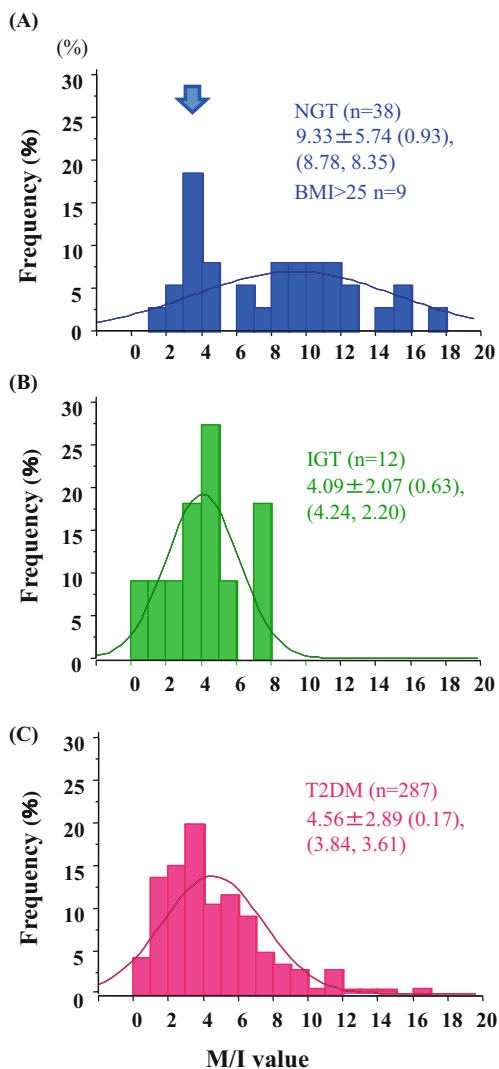 (A)
(%)
30
25
20
15
10
5
0
Frequency (%)
NGT (n=38)
9.33±5.74 (0.93),
(8.78, 8.35)
BMI>25 n=9
0 2 4 6 8 10 12 14 16 18 20
(B)
30
25
20
15
10
5
0
Frequency (%)
IGT (n=12)
4.09±2.07 (0.63),
(4.24, 2.20)
0 2 4 6 8 10 12 14 16 18 20
(C)
30
25
20
15
10
5
0
Frequency (%)
T2DM (n=287)
4.56±2.89 (0.17),
(3.84, 3.61)
0 2 4 6 8 10 12 14 16 18 20
M/I value